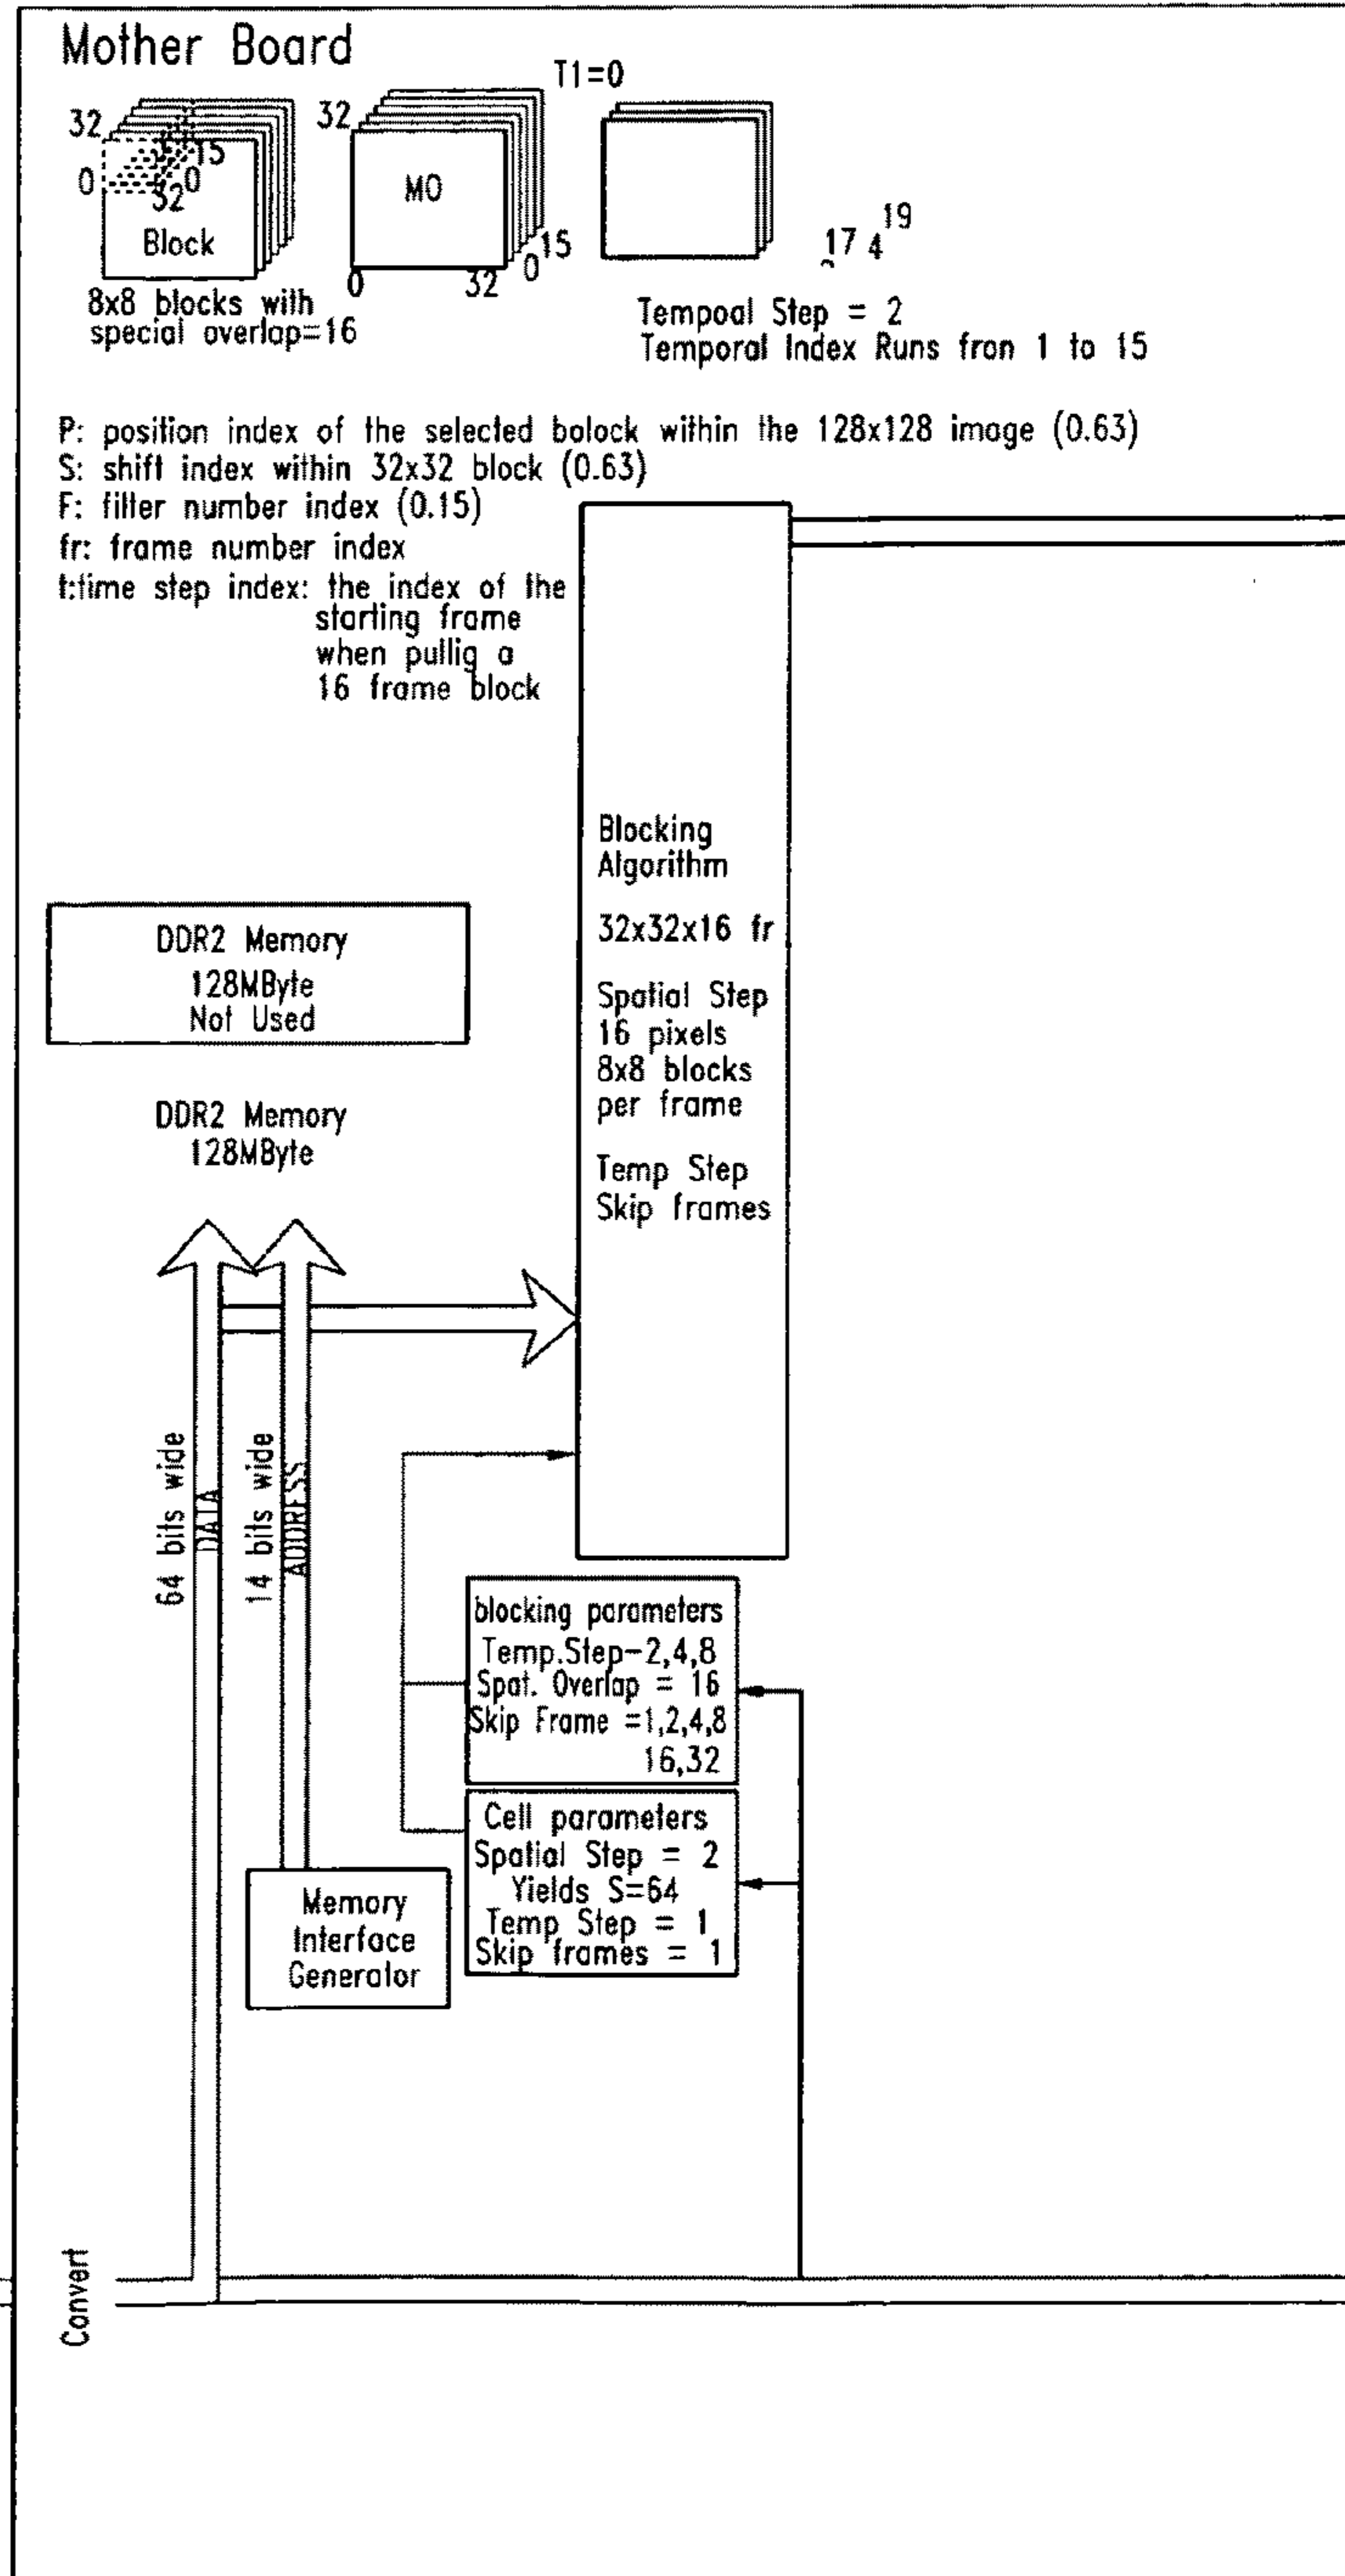 Mother Board
T1=0
32
0
15
0
32
Block
8x8 blocks with
special overlap=16
32
MO
0
32
0
15
17 4 19
Tempoal Step = 2
Temporal Index Runs fron 1 to 15
P: position index of the selected balock within the 128x128 image (0.63)
S: shift index within 32x32 block (0.63)
F: filler number index (0.15)
fr: frame number index
t:time step index: the index of the
starting frame
when pullig a
16 frame block
Blocking
Algorithm
32x32x16 fr
Spatial Step
16 pixels
8x8 blocks
per frame
Temp Step
Skip frames
DDR2 Memory
128MByte
Not Used
DDR2 Memory
128MByte
64 bits wide
DATA
14 bits wide
ADDRESS
blocking parameters
Temp.Step-2,4,8
Spat. Overlap = 16
Skip Frame =1,2,4,8
16,32
Cell parameters
Spatial Step = 2
Yields S=64
Temp Step = 1
Skip frames = 1
Memory
Interface
Generator
Convert